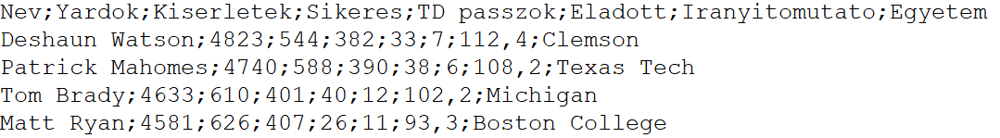 Nev;Yardok;Kiserletek;Sikeres;TD passzok;Eladott;Iranyitomutato;Egyetem
Deshaun Watson;4823;544;382;33;7;112,4;Clemson
Patrick Mahomes;4740;588;390;38;6;108,2;Texas Tech
Tom Brady;4633;610;401;40;12;102,2;Michigan
Matt Ryan;4581;626;407;26;11;93,3;Boston College